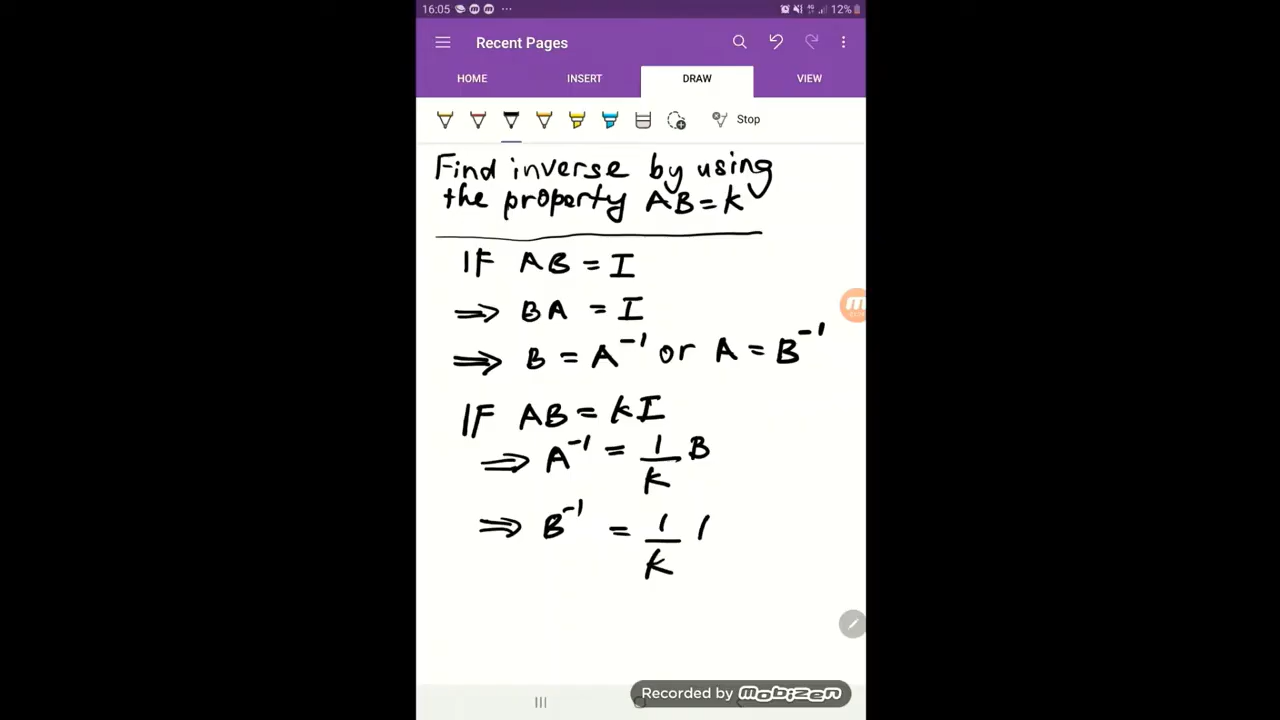 16:05 ... 12%
Recent Pages
HOME INSERT DRAW VIEW
Stop
Find inverse by using
the property AB = k
IF AB = I
⇒ BA = I
⇒ B = A⁻¹ or A = B⁻¹
IF AB = kI
⇒ A⁻¹ = 1/k B
⇒ B⁻¹ = 1/k
Recorded by mobizen